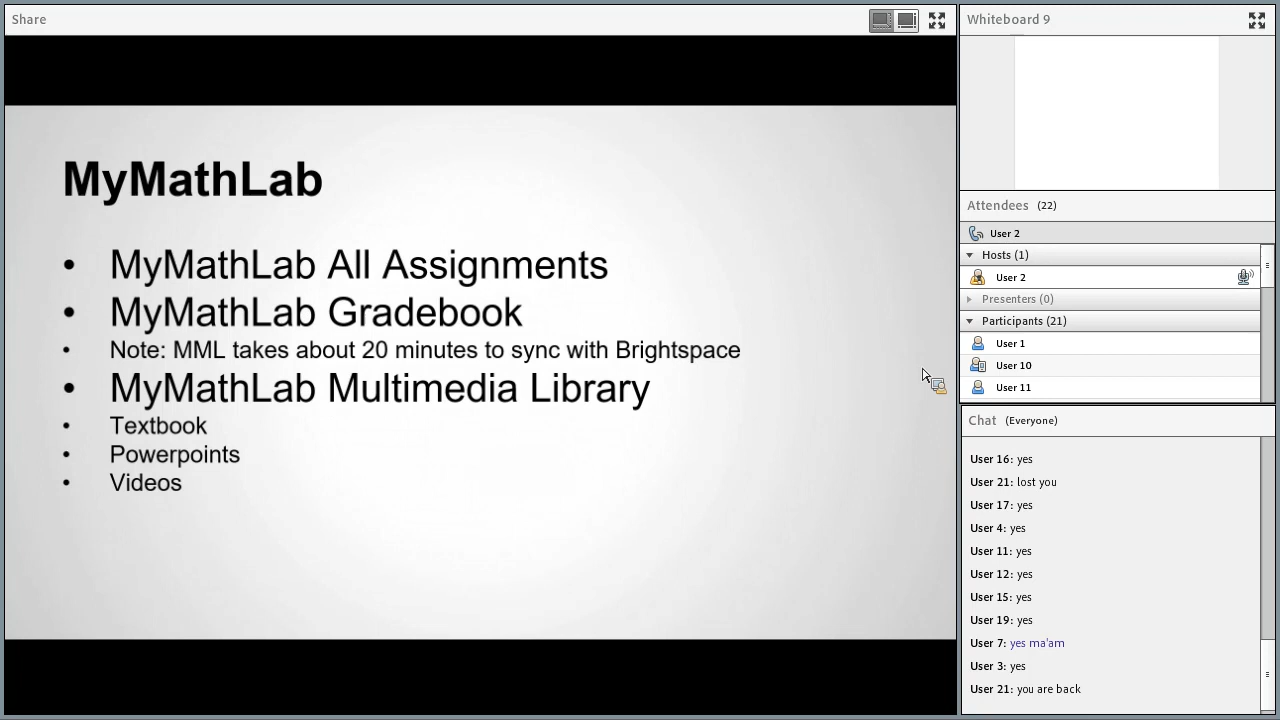 Share
MyMathLab
• MyMathLab All Assignments
• MyMathLab Gradebook
• Note: MML takes about 20 minutes to sync with Brightspace
• MyMathLab Multimedia Library
• Textbook
• Powerpoints
• Videos
Whiteboard 9
Attendees (22)
User 2
Hosts (1)
User 2
Presenters (0)
Participants (21)
User 1
User 10
User 11
Chat (Everyone)
User 16: yes
User 21: lost you
User 17: yes
User 4: yes
User 11: yes
User 12: yes
User 15: yes
User 19: yes
User 7: yes ma'am
User 3: yes
User 21: you are back